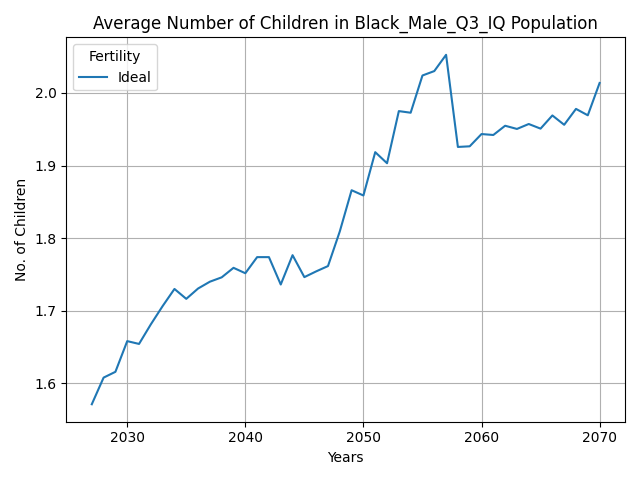 Average Number of Children in Black_Male_Q3_IQ Population
Fertility
Ideal
No. of Children
2.0
1.9
1.8
1.7
1.6
2030 2040 2050 2060 2070
Years